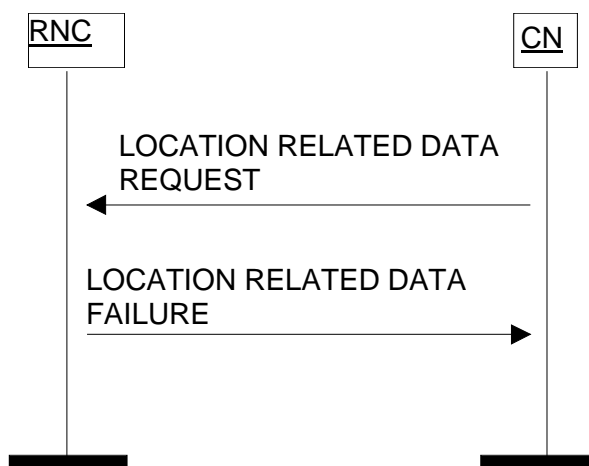 RNC
CN
LOCATION RELATED DATA
REQUEST
LOCATION RELATED DATA
FAILURE